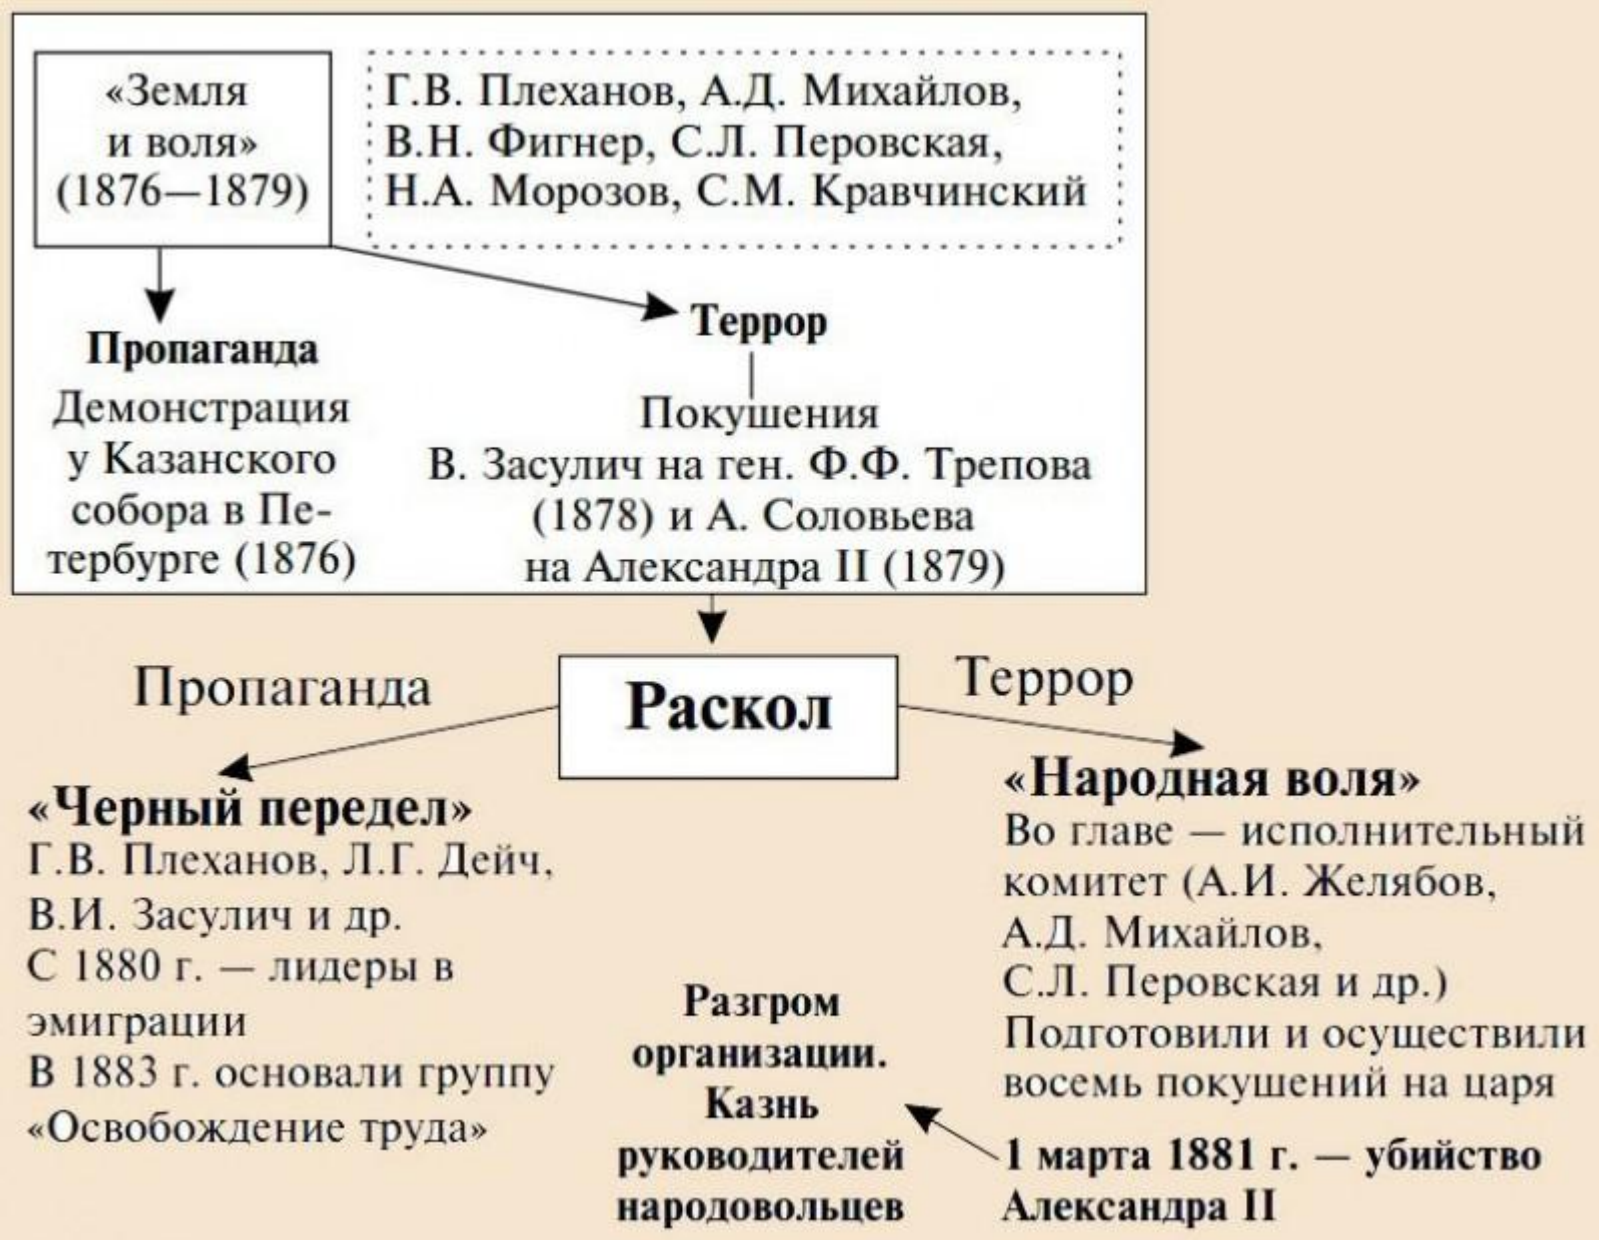 «Земля
и воля»
(1876—1879)
Г.В. Плеханов, А.Д. Михайлов,
В.Н. Фигнер, С.Л. Перовская,
Н.А. Морозов, С.М. Кравчинский
Пропаганда
Демонстрация
у Казанского
собора в Пе-
тербурге (1876)
Террор
Покушения
В. Засулич на ген. Ф.Ф. Трепова
(1878) и А. Соловьева
на Александра II (1879)
Раскол
Пропаганда
«Черный передел»
Г.В. Плеханов, Л.Г. Дейч,
В.И. Засулич и др.
С 1880 г. — лидеры в
эмиграции
В 1883 г. основали группу
«Освобождение труда»
Террор
«Народная воля»
Во главе — исполнительный
комитет (А.И. Желябов,
А.Д. Михайлов,
С.Л. Перовская и др.)
Подготовили и осуществили
восемь покушений на царя
1 марта 1881 г. — убийство
Александра II
Разгром
организации.
Казнь
руководителей
народовольцев